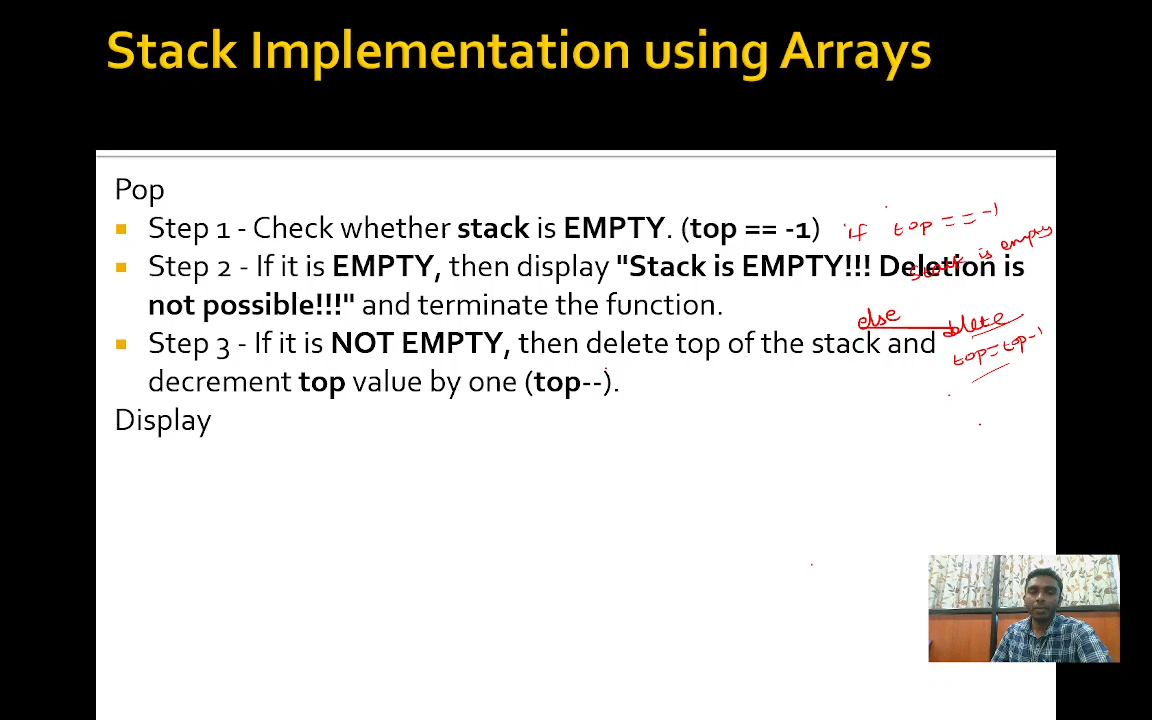 Stack Implementation using Arrays
Pop
Step 1 - Check whether stack is EMPTY. (top == -1)
if top == -1
Step 2 - If it is EMPTY, then display "Stack is EMPTY!!! Deletion is
stack is empty
not possible!!!" and terminate the function.
else delete
Step 3 - If it is NOT EMPTY, then delete top of the stack and
top=top-1
decrement top value by one (top--).
Display